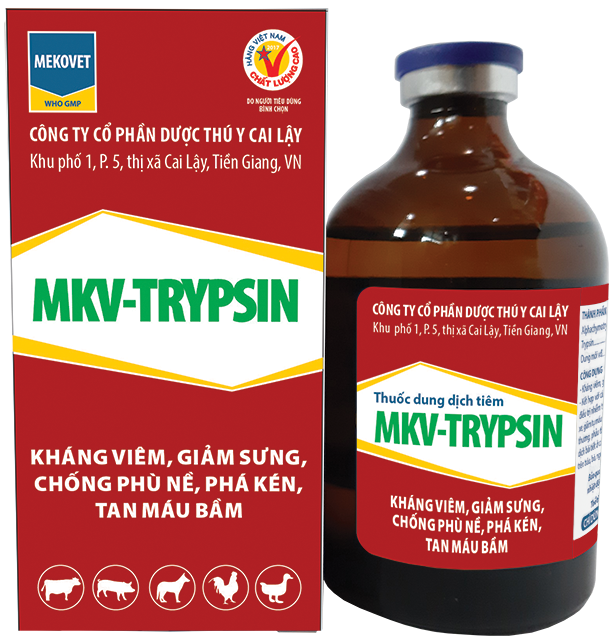 MEKOVET
WHO GMP
HÀNG VIỆT NAM
2017
CHẤT LƯỢNG CAO
DO NGƯỜI TIÊU DÙNG
BÌNH CHỌN
CÔNG TY CỔ PHẦN DƯỢC THÚ Y CAI LẬY
Khu phố 1, P. 5, thị xã Cai Lậy, Tiền Giang, VN
MKV-TRYPSIN
KHÁNG VIÊM, GIẢM SƯNG,
CHỐNG PHÙ NỀ, PHÁ KÉN,
TAN MÁU BẦM
CÔNG TY CỔ PHẦN DƯỢC THÚ Y CAI LẬY
Khu phố 1, P. 5, thị xã Cai Lậy, Tiền Giang, VN
Thuốc dung dịch tiêm
MKV-TRYPSIN
KHÁNG VIÊM, GIẢM SƯNG,
CHỐNG PHÙ NỀ, PHÁ KÉN,
TAN MÁU BẦM
THÀNH PHẦN
Trypsin
Dung môi vđ
CÔNG DỤNG